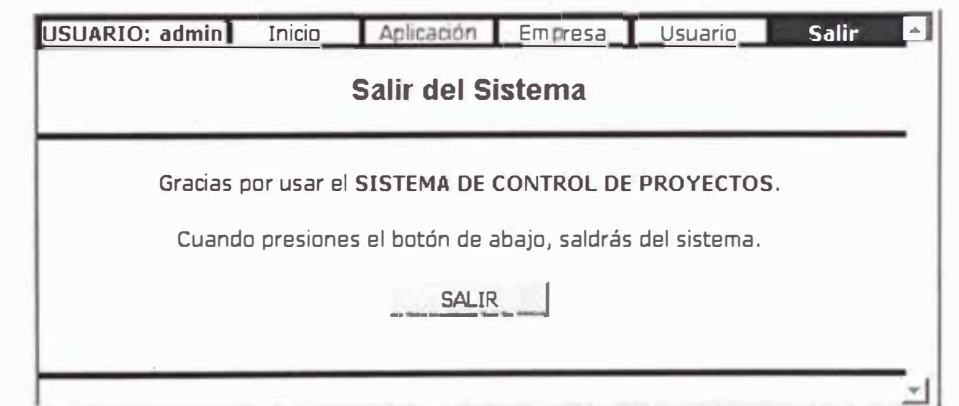 USUARIO: admin Inicio Aplicación Empresa Usuario Salir
Salir del Sistema
Gracias por usar el SISTEMA DE CONTROL DE PROYECTOS.
Cuando presiones el botón de abajo, saldrás del sistema.
SALIR